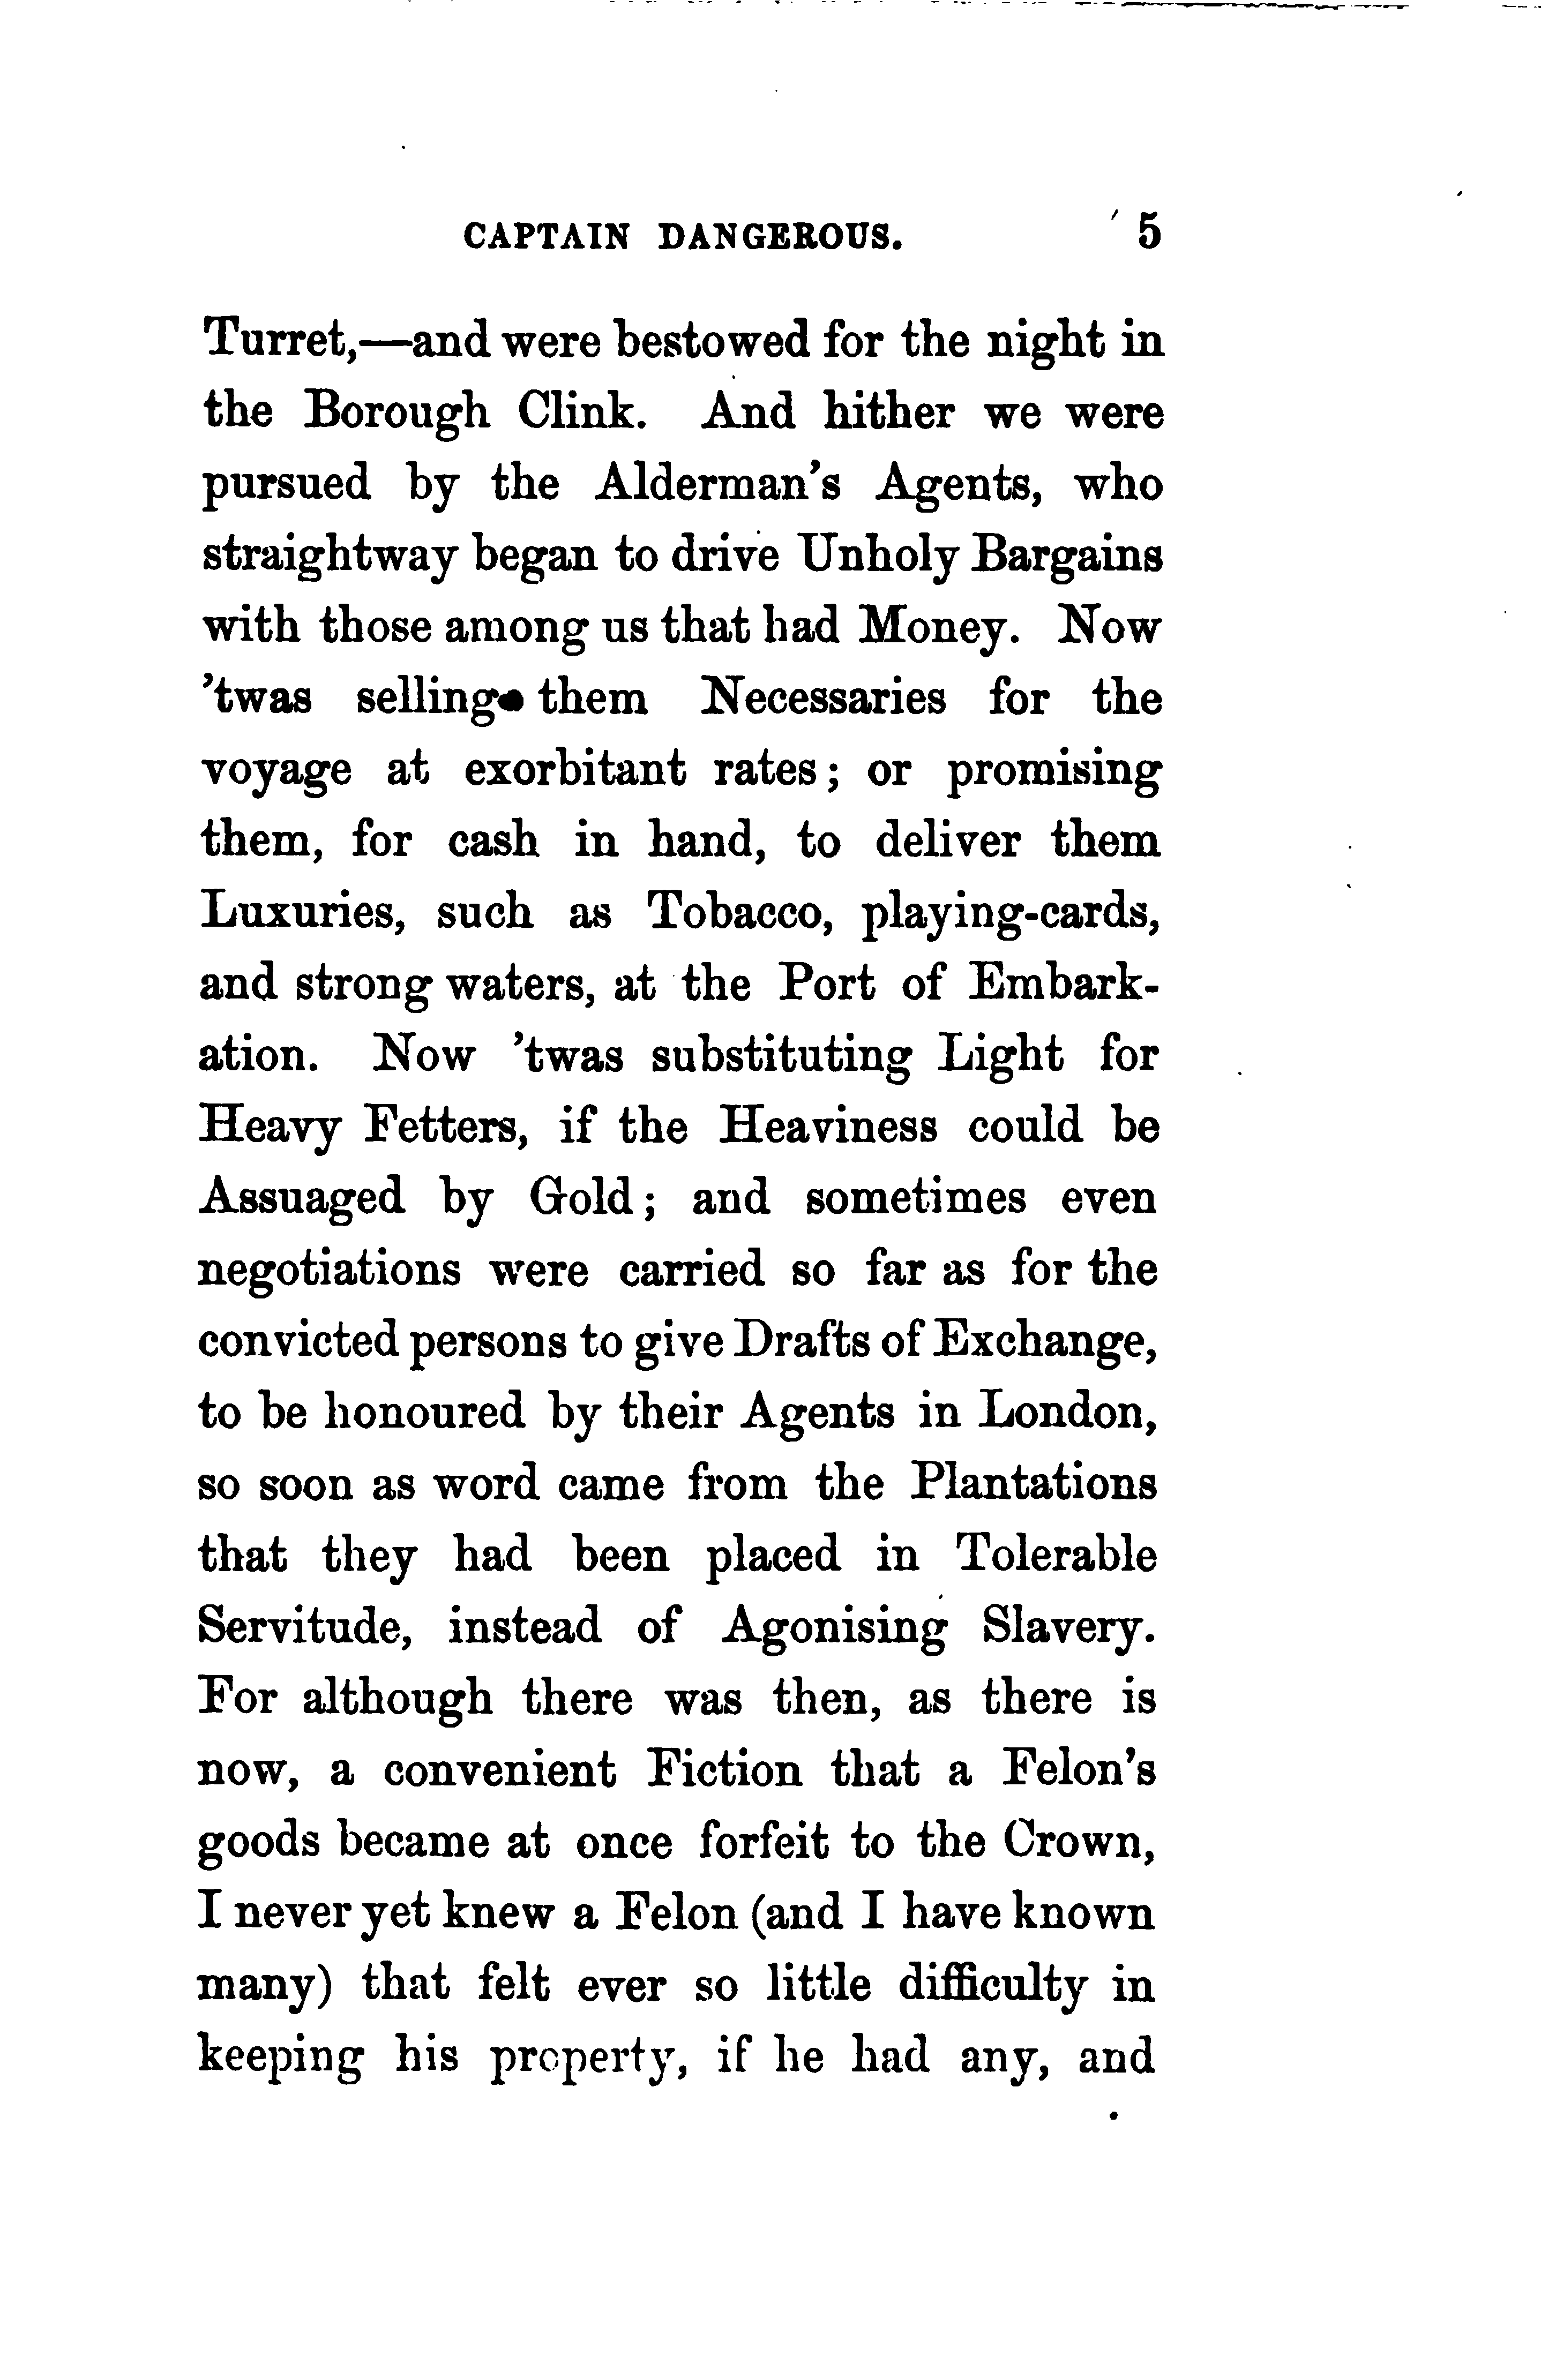 CAPTAIN DANGEROUS. 5
Turret,—and were bestowed for the night in
the Borough Clink. And hither we were
pursued by the Alderman's Agents, who
straightway began to drive Unholy Bargains
with those among us that had Money. Now
'twas selling them Necessaries for the
voyage at exorbitant rates; or promising
them, for cash in hand, to deliver them
Luxuries, such as Tobacco, playing-cards,
and strong waters, at the Port of Embark-
ation. Now 'twas substituting Light for
Heavy Fetters, if the Heaviness could be
Assuaged by Gold; and sometimes even
negotiations were carried so far as for the
convicted persons to give Drafts of Exchange,
to be honoured by their Agents in London,
so soon as word came from the Plantations
that they had been placed in Tolerable
Servitude, instead of Agonising Slavery.
For although there was then, as there is
now, a convenient Fiction that a Felon's
goods became at once forfeit to the Crown,
I never yet knew a Felon (and I have known
many) that felt ever so little difficulty in
keeping his property, if he had any, and